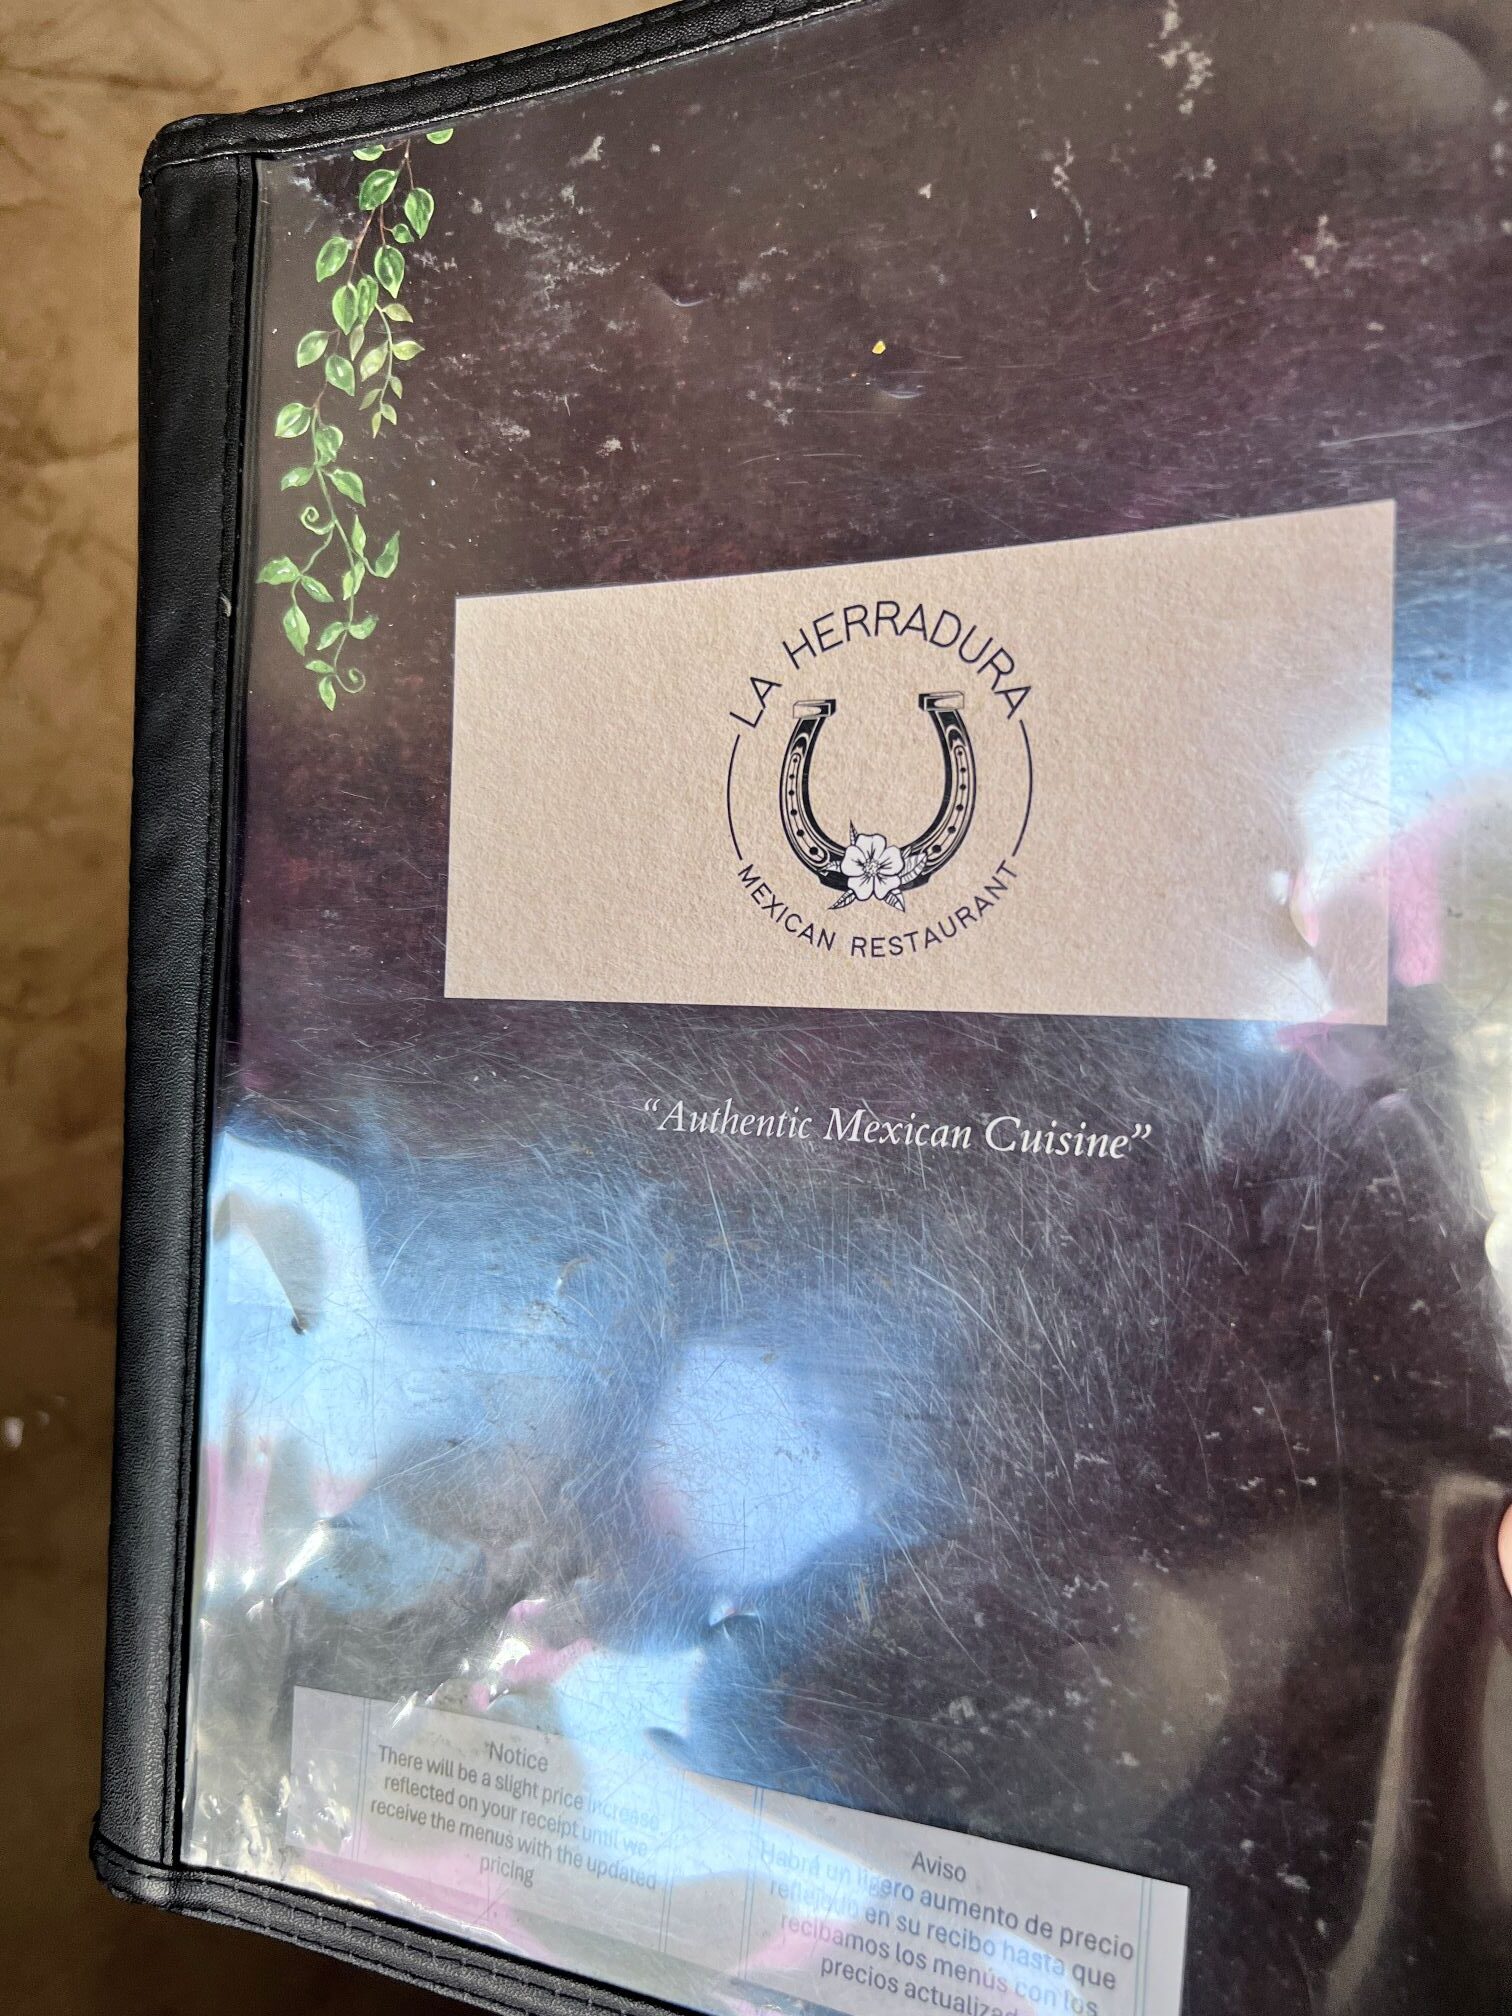 LA HERRADURA
MEXICAN RESTAURANT
“Authentic Mexican Cuisine”
Notice
There will be a slight price increase
reflected on your receipt until we
receive the menus with the updated
pricing
Aviso
Habrá un ligero aumento de precio
reflejado en su recibo hasta que
recibamos los menús con los
precios